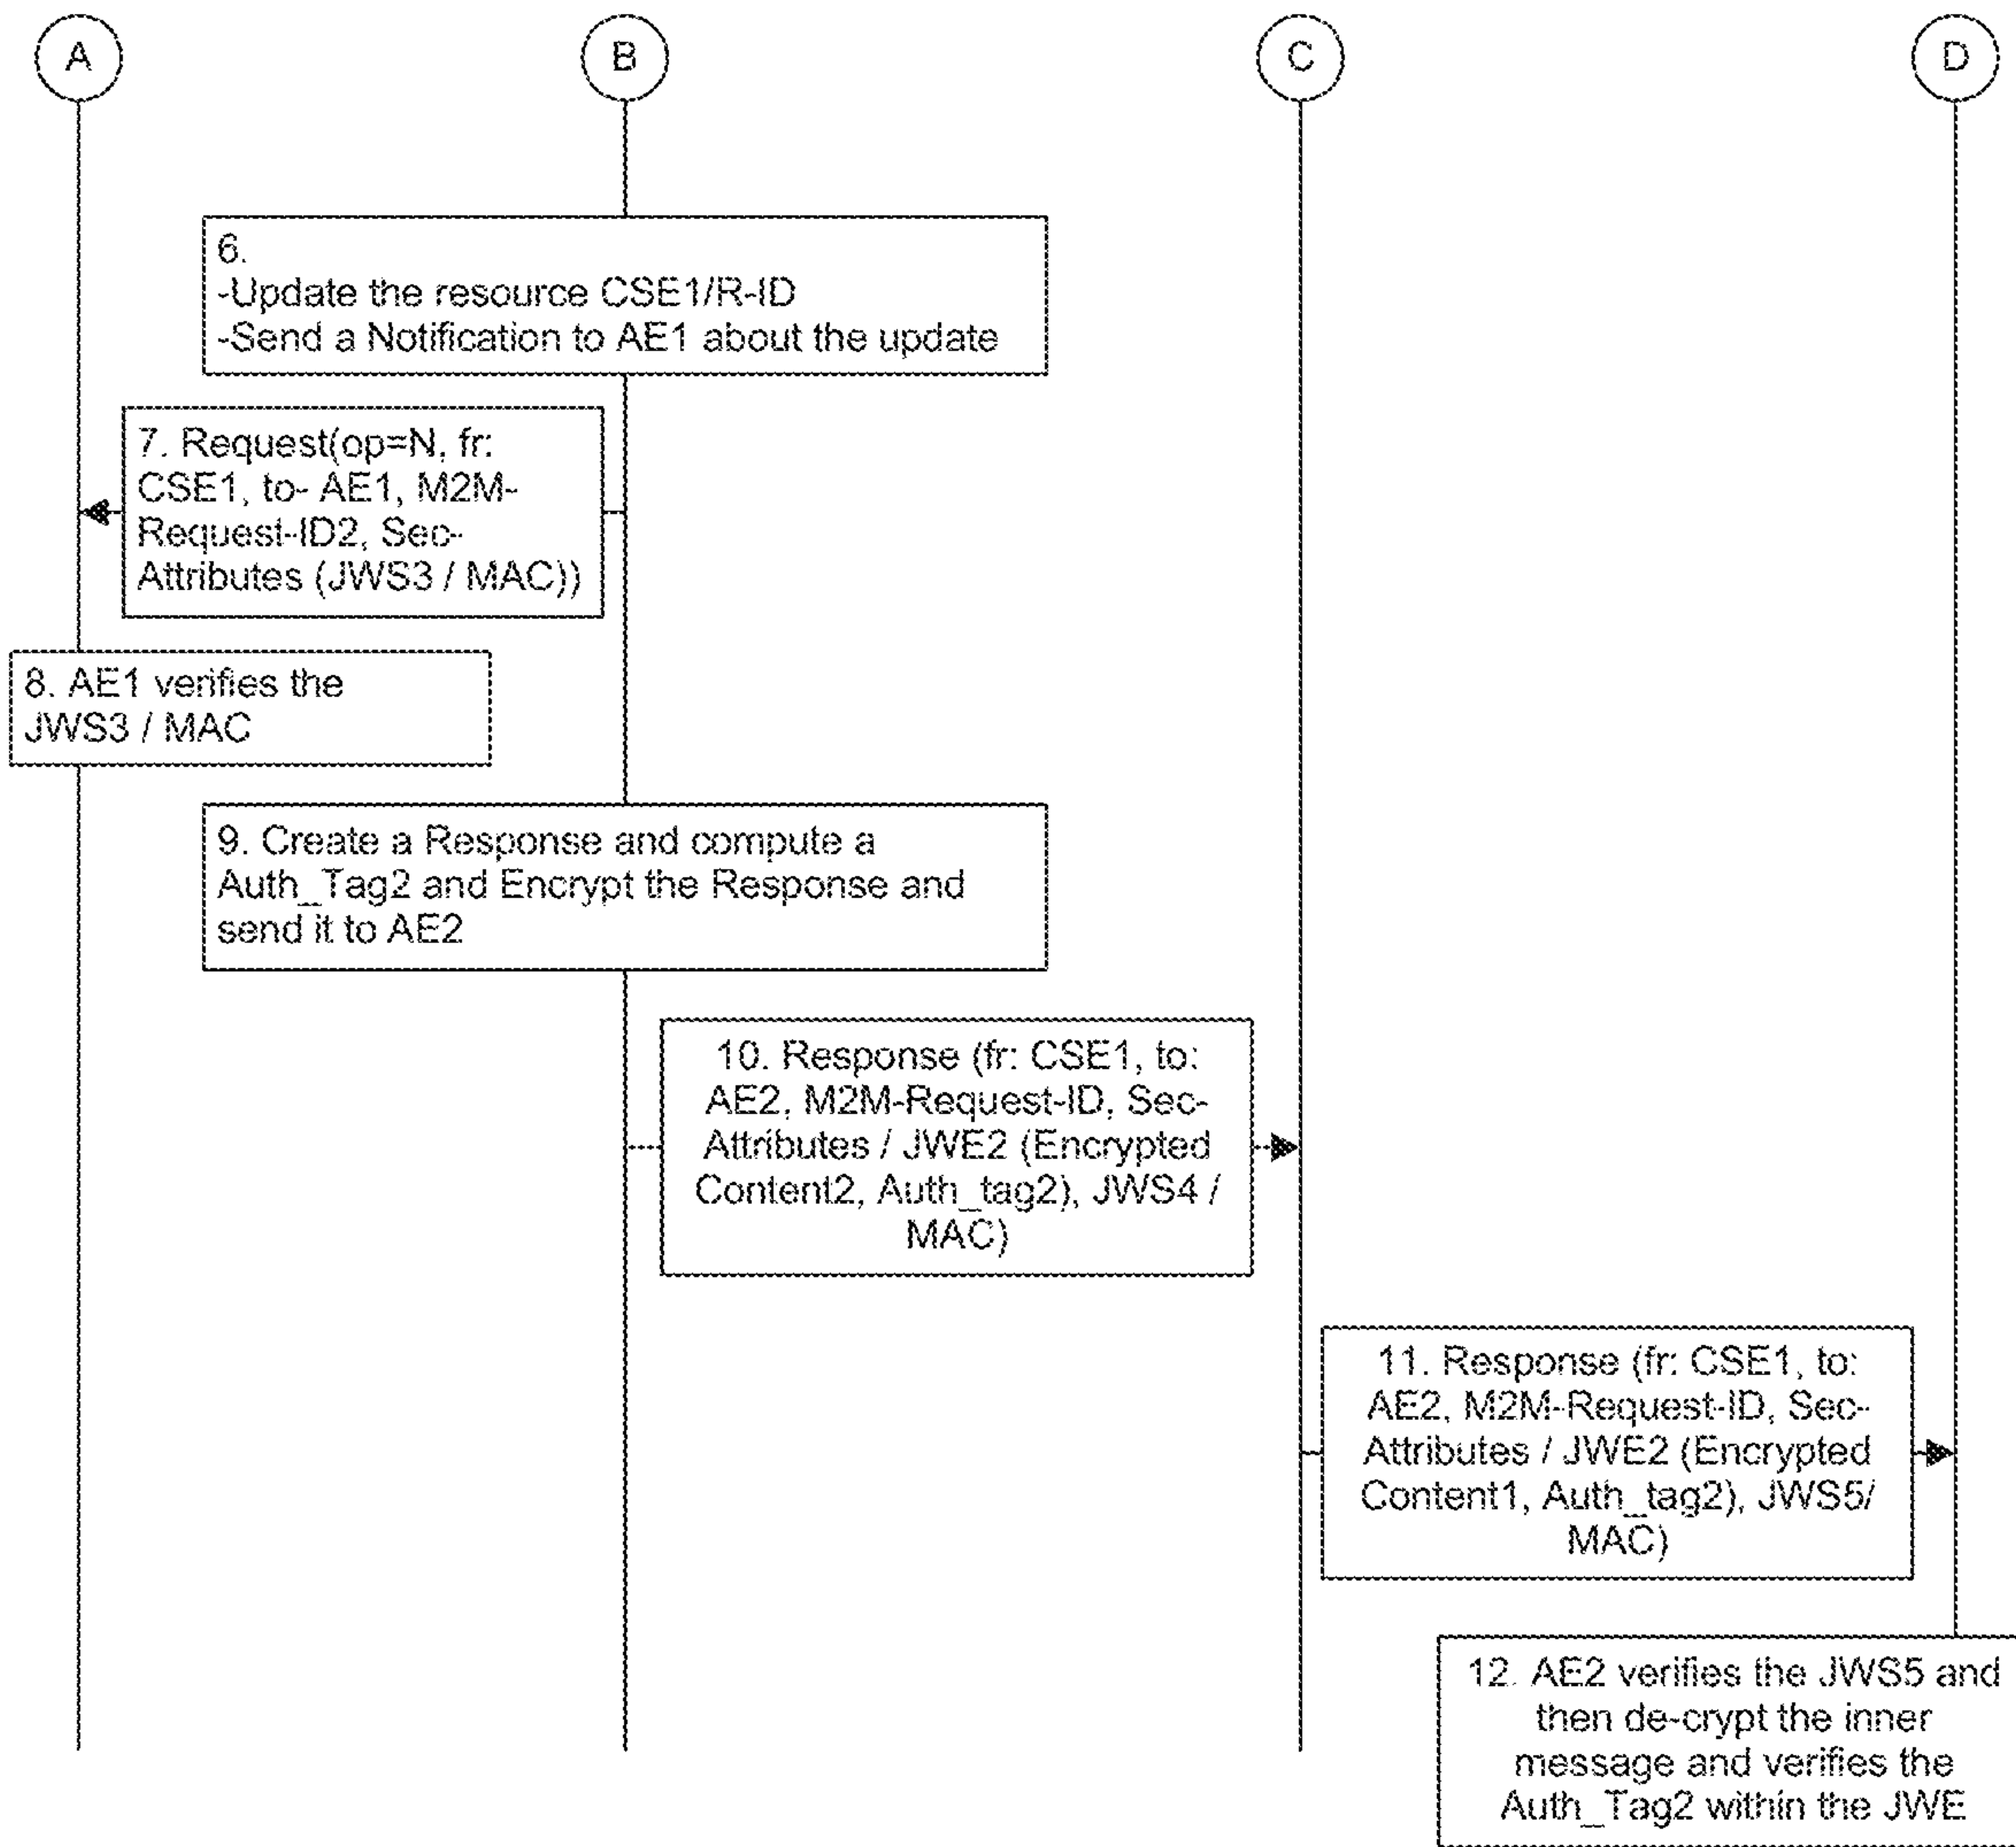 A
B
C
D
6.
-Update the resource CSE1/R-ID
-Send a Notification to AE1 about the update
7. Request(op=N, fr:
CSE1, to- AE1, M2M-
Request-ID2, Sec-
Attributes (JWS3 / MAC))
8. AE1 verifies the
JWS3 / MAC
9. Create a Response and compute a
Auth_Tag2 and Encrypt the Response and
send it to AE2
10. Response (fr: CSE1, to:
AE2, M2M-Request-ID, Sec-
Attributes / JWE2 (Encrypted
Content2, Auth_tag2), JWS4 /
MAC)
11. Response (fr: CSE1, to:
AE2, M2M-Request-ID, Sec-
Attributes / JWE2 (Encrypted
Content1, Auth_tag2), JWS5/
MAC)
12. AE2 verifies the JWS5 and
then de-crypt the inner
message and verifies the
Auth_Tag2 within the JWE